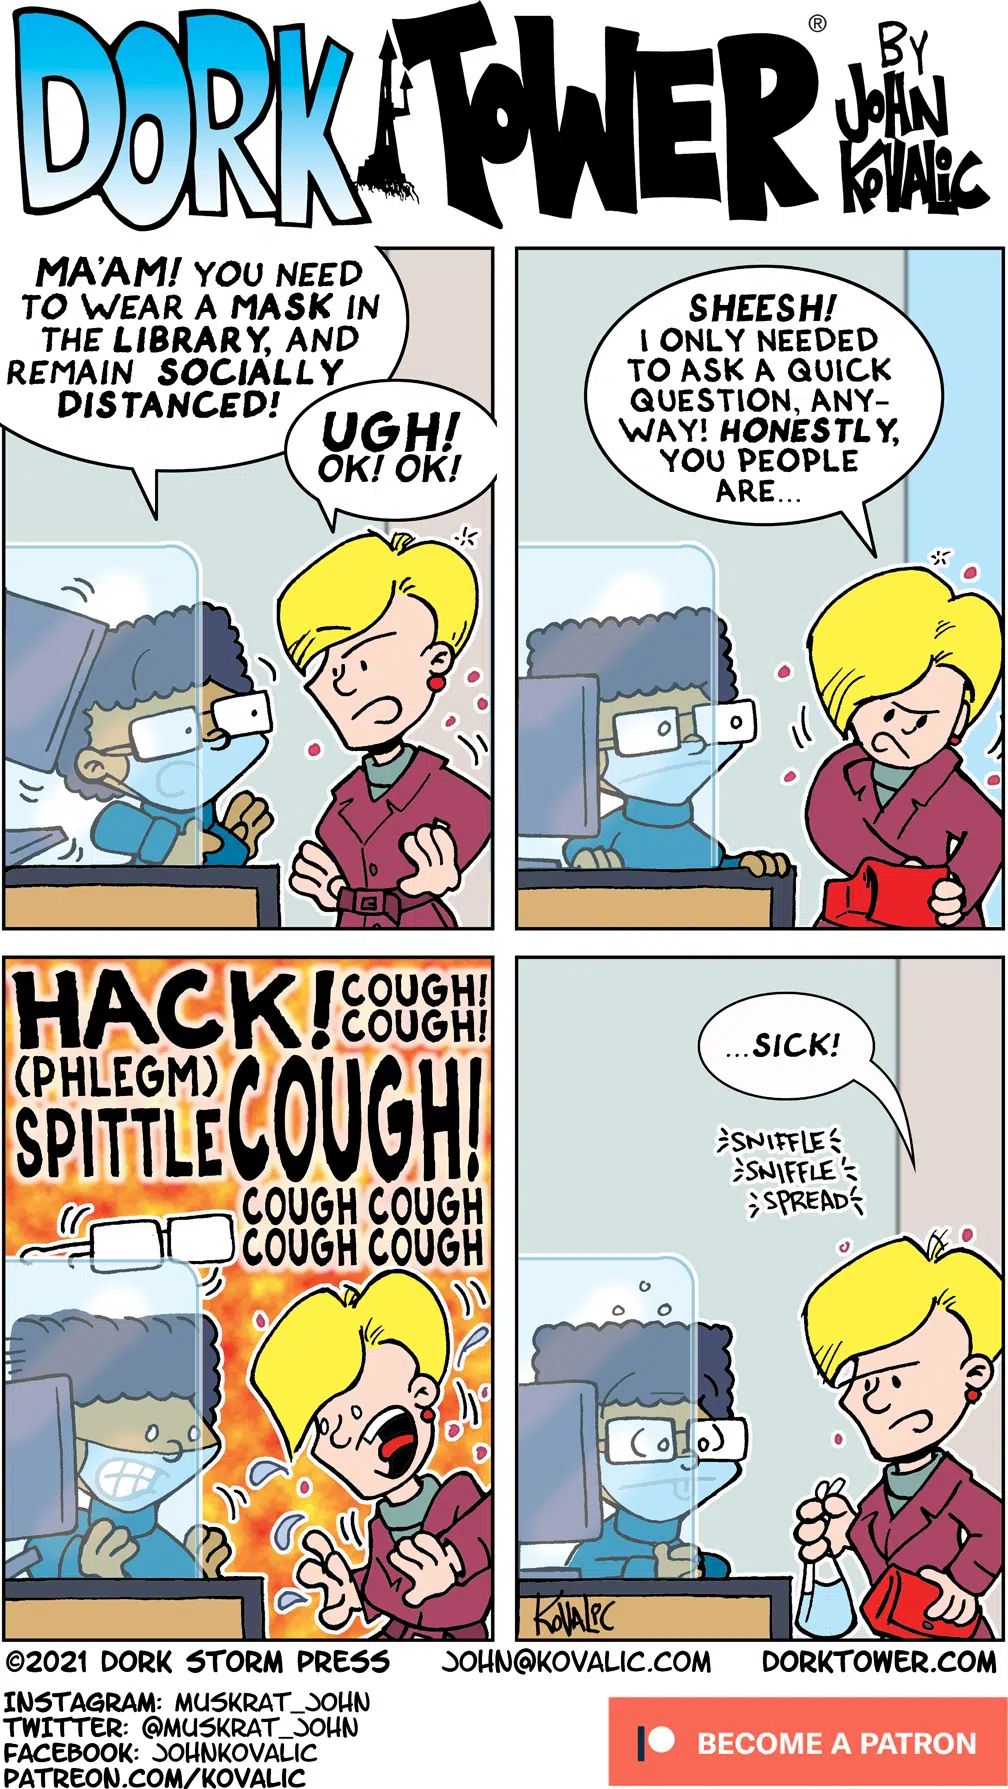 DORK TOWER®
BY
JOHN
KOVALIC
MA'AM! YOU NEED
TO WEAR A MASK IN
THE LIBRARY, AND
REMAIN SOCIALLY
DISTANCED!
UGH!
OK! OK!
SHEESH!
I ONLY NEEDED
TO ASK A QUICK
QUESTION, ANY-
WAY! HONESTLY,
YOU PEOPLE
ARE...
HACK! COUGH!
COUGH!
(PHLEGM) COUGH!
SPITTLE
COUGH COUGH
COUGH COUGH
...SICK!
SNIFFLE
SNIFFLE
SPREAD
KOVALIC
©2021 DORK STORM PRESS JOHN@KOVALIC.COM DORKTOWER.COM
INSTAGRAM: MUSKRAT_JOHN
TWITTER: @MUSKRAT_JOHN
FACEBOOK: JOHNKOVALIC
PATREON.COM/KOVALIC
BECOME A PATRON